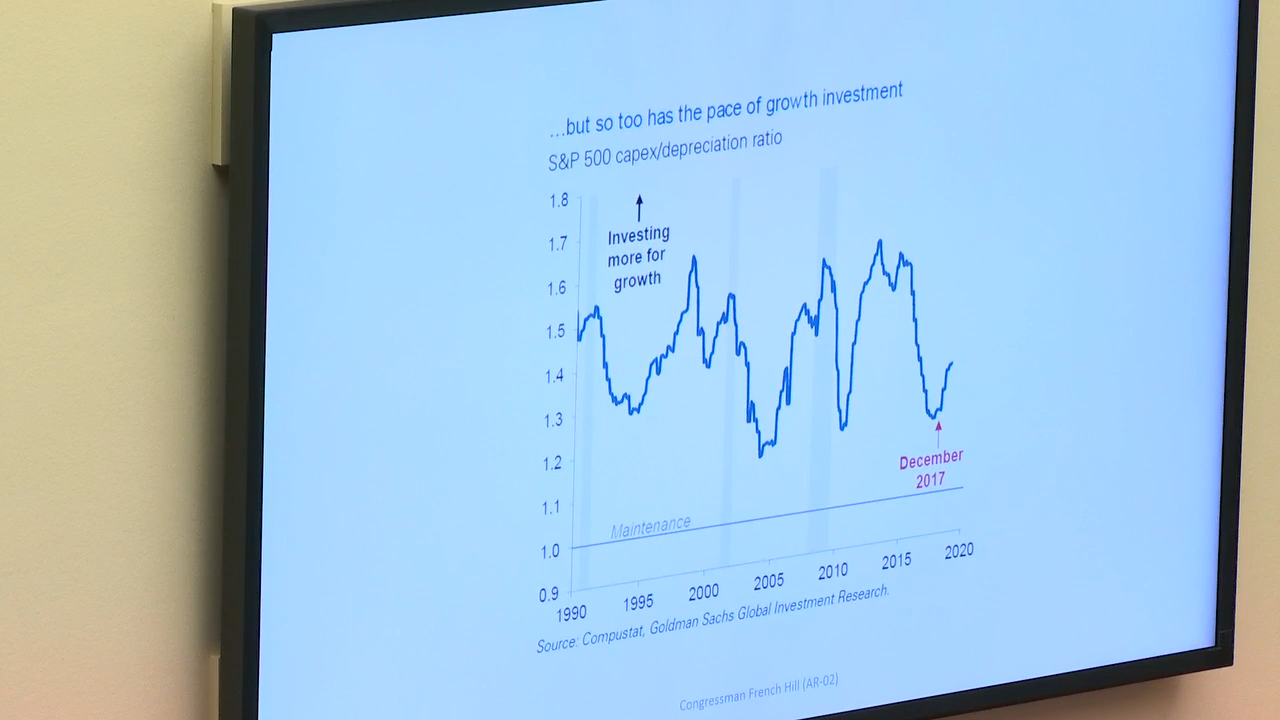 ...but so too has the pace of growth investment
S&P 500 capex/depreciation ratio
1.8
Investing
more for
growth
1.7
1.6
1.5
1.4
1.3
1.2
1.1
1.0
0.9
December
2017
Maintenance
1990 1995 2000 2005 2010 2015 2020
Source: Compustat, Goldman Sachs Global Investment Research.
Congressman French Hill (AR-02)